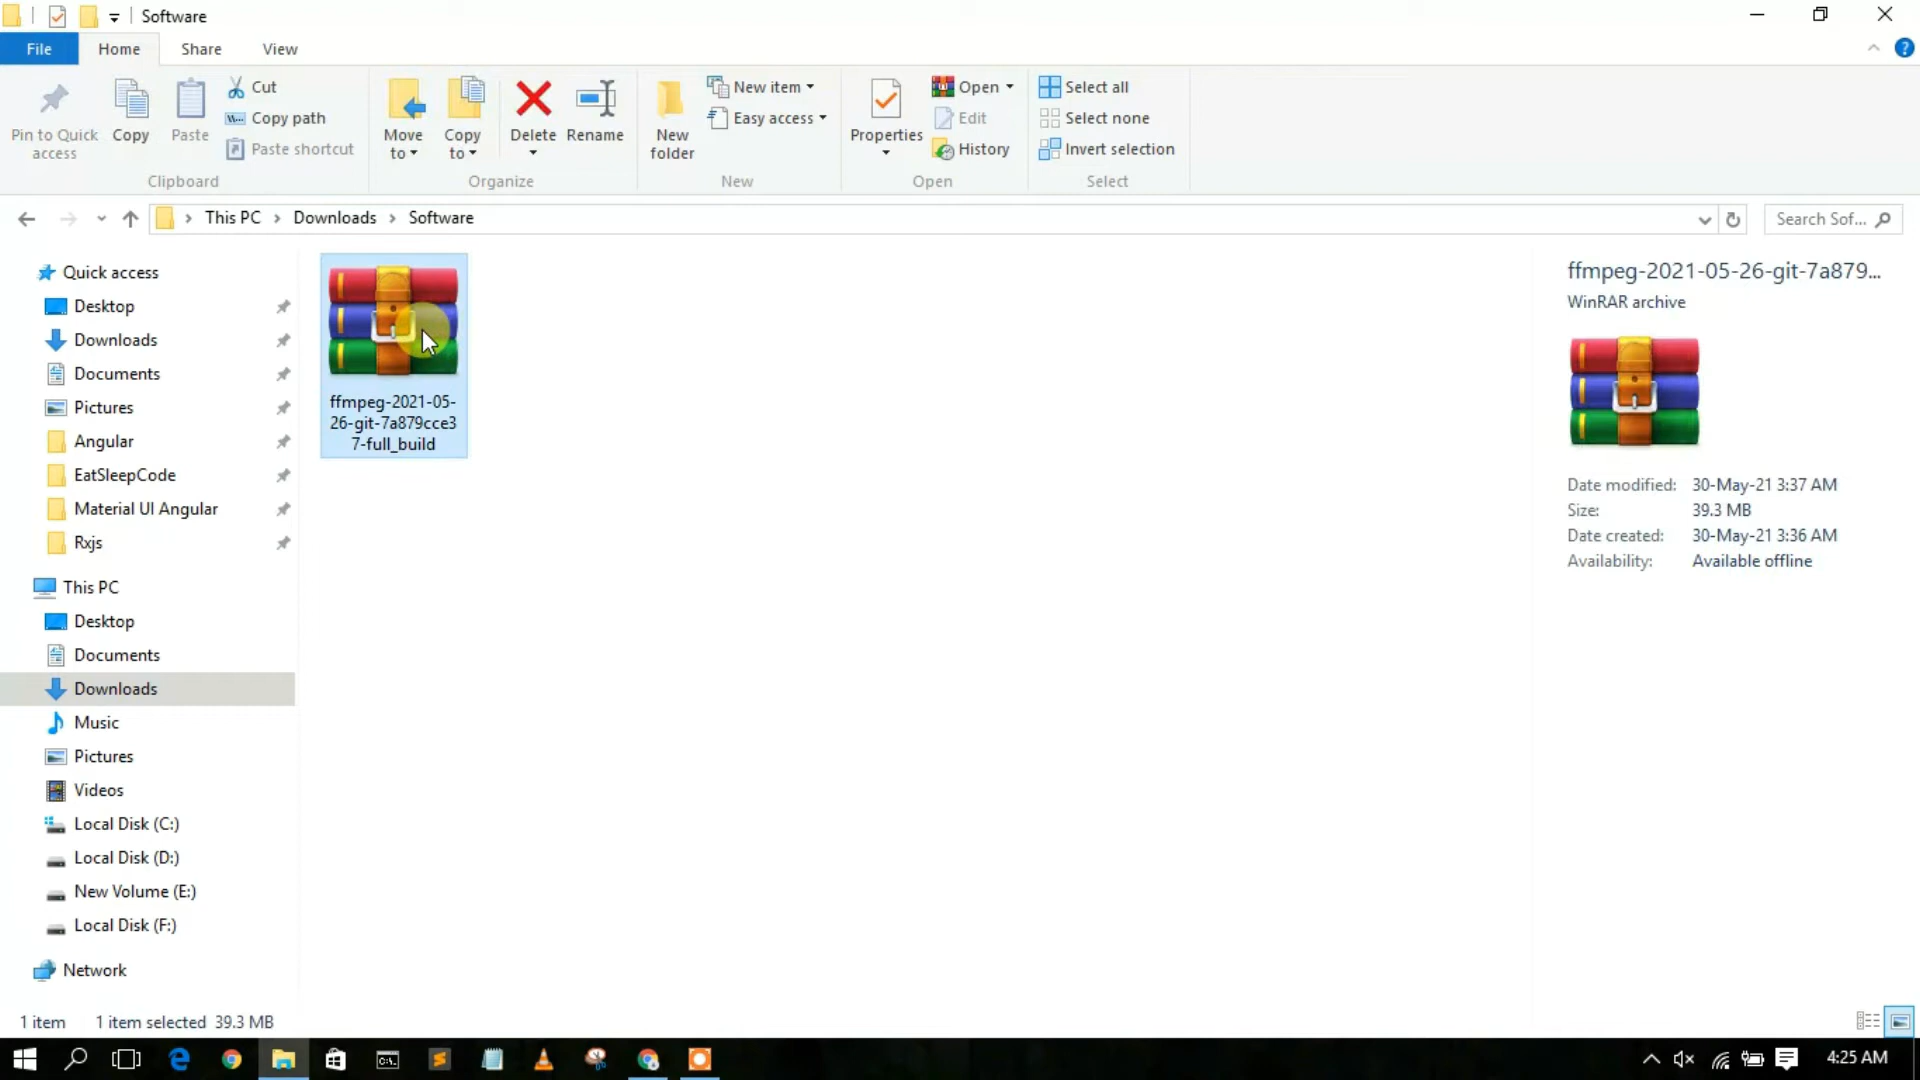 Software
File Home Share View
Pin to Quick access
Copy
Paste
Cut
Copy path
Paste shortcut
Clipboard
Move to
Copy to
Delete
Rename
Organize
New folder
New item
Easy access
New
Properties
Open
Edit
History
Open
Select all
Select none
Invert selection
Select
This PC > Downloads > Software
Search Sof...
Quick access
Desktop
Downloads
Documents
Pictures
Angular
EatSleepCode
Material UI Angular
Rxjs
This PC
Desktop
Documents
Downloads
Music
Pictures
Videos
Local Disk (C:)
Local Disk (D:)
New Volume (E:)
Local Disk (F:)
Network
ffmpeg-2021-05-
26-git-7a879cce3
7-full_build
ffmpeg-2021-05-26-git-7a879...
WinRAR archive
Date modified: 30-May-21 3:37 AM
Size: 39.3 MB
Date created: 30-May-21 3:36 AM
Availability: Available offline
1 item 1 item selected 39.3 MB
4:25 AM